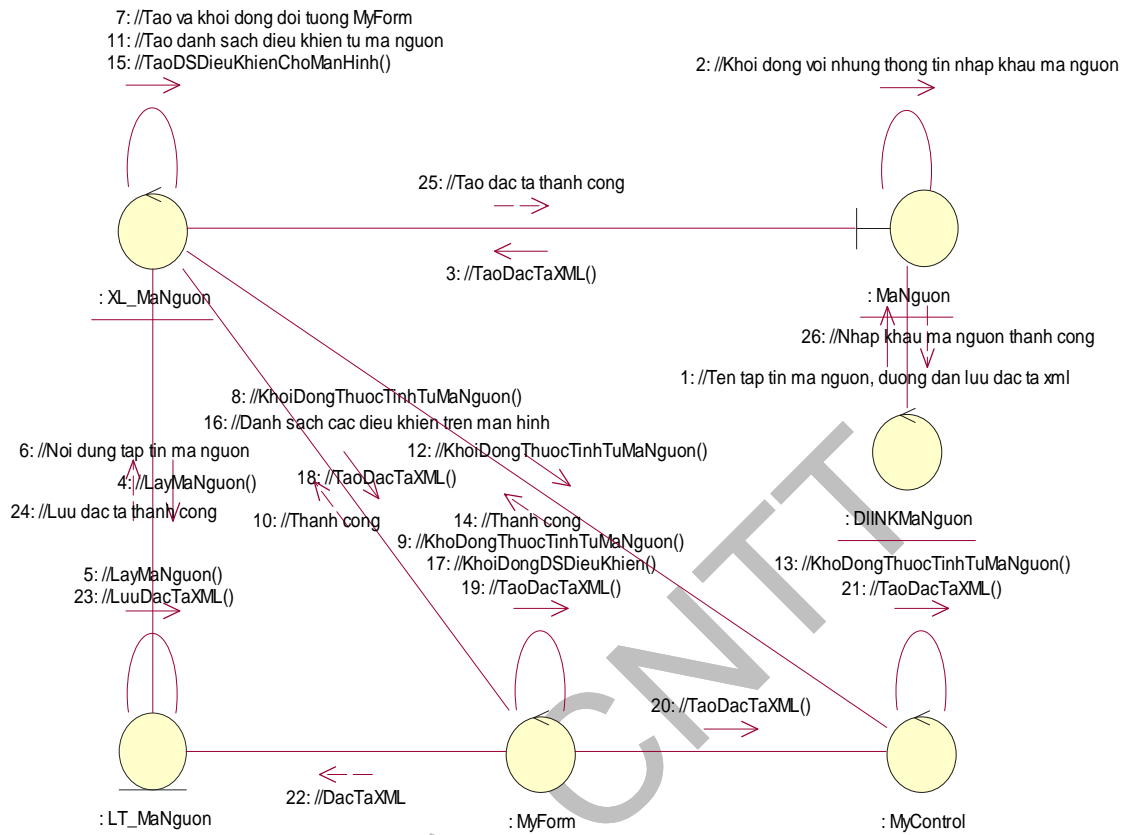 7: //Tao va khoi dong doi tuong MyForm
11: //Tao danh sach dieu khien tu ma nguon
15: //TaoDSDieuKhienChoManHinh()
2: //Khoi dong voi nhung thong tin nhap khau ma nguon
25: //Tao dac ta thanh cong
3: //TaoDacTaXML()
: XL_MaNguon
: MaNguon
26: //Nhap khau ma nguon thanh cong
1: //Ten tap tin ma nguon, duong dan luu dac ta xml
8: //KhoiDongThuocTinhTuMaNguon()
16: //Danh sach cac dieu khien tren man hinh
12: //KhoiDongThuocTinhTuMaNguon()
6: //Noi dung tap tin ma nguon
18: //TaoDacTaXML()
4: //LayMaNguon()
24: //Luu dac ta thanh cong
10: //Thanh cong
14: //Thanh cong
: DIINKMaNguon
9: //KhoDongThuocTinhTuMaNguon()
17: //KhoiDongDSDieuKhien()
19: //TaoDacTaXML()
13: //KhoDongThuocTinhTuMaNguon()
21: //TaoDacTaXML()
5: //LayMaNguon()
23: //LuuDacTaXML()
20: //TaoDacTaXML()
22: //DacTaXML
: LT_MaNguon
: MyForm
: MyControl
CNTT